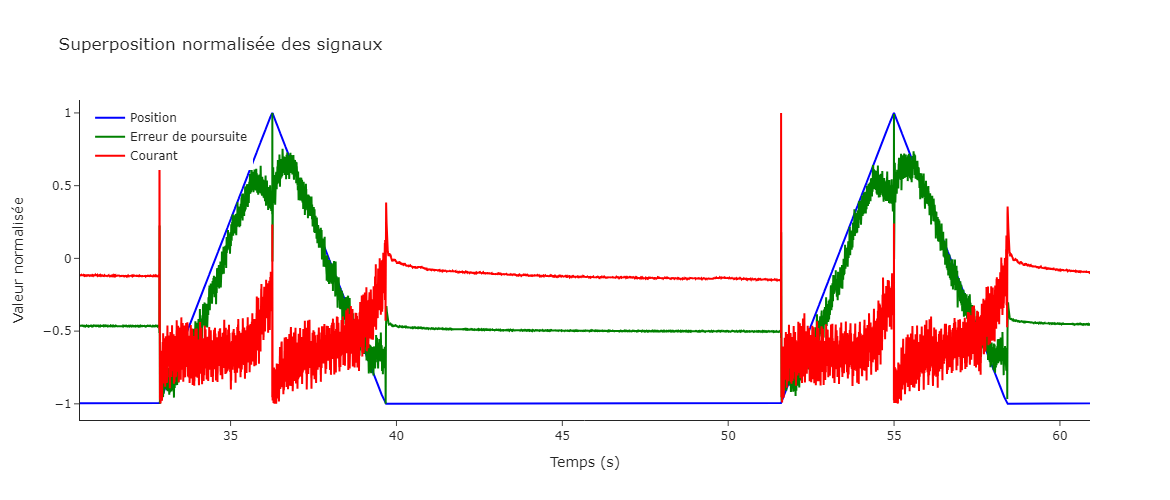 Superposition normalisée des signaux
Position
Erreur de poursuite
Courant
Valeur normalisée
1
0.5
0
−0.5
−1
35
40
45
50
55
60
Temps (s)